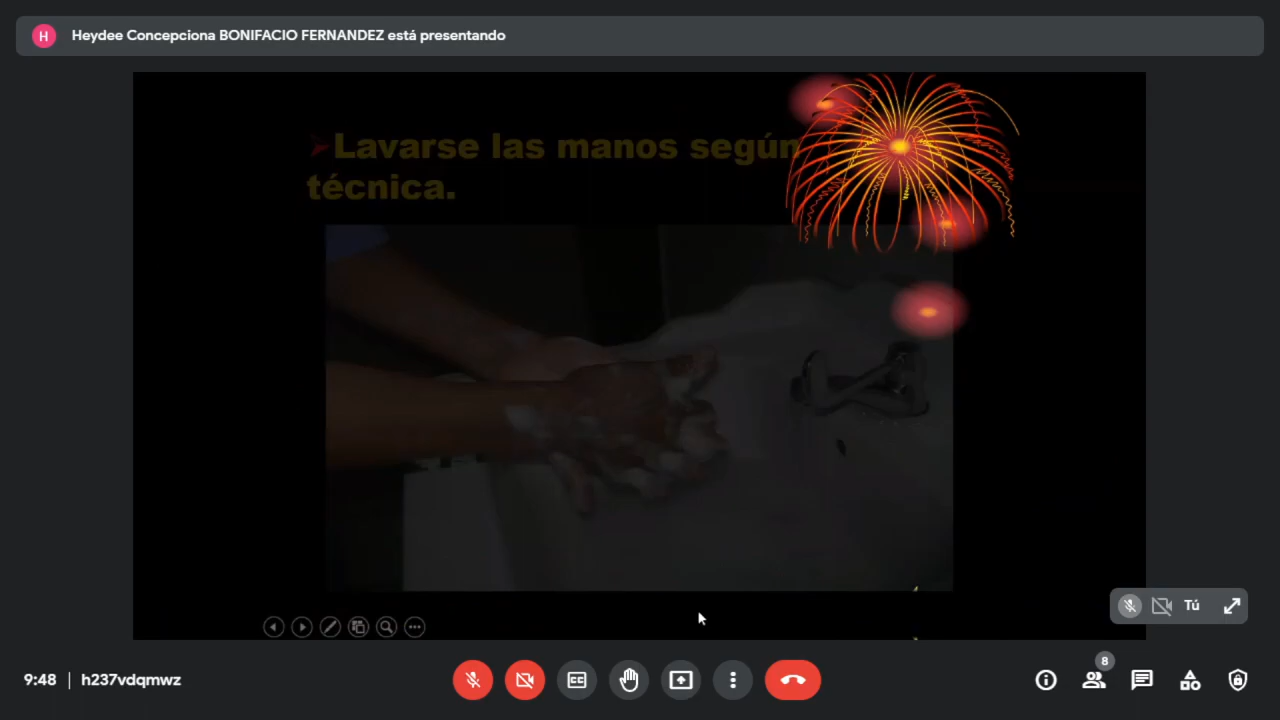 H
Heydee Concepciona BONIFACIO FERNANDEZ está presentando
Lavarse las manos según
técnica.
Tú
8
9:48 | h237vdqmwz